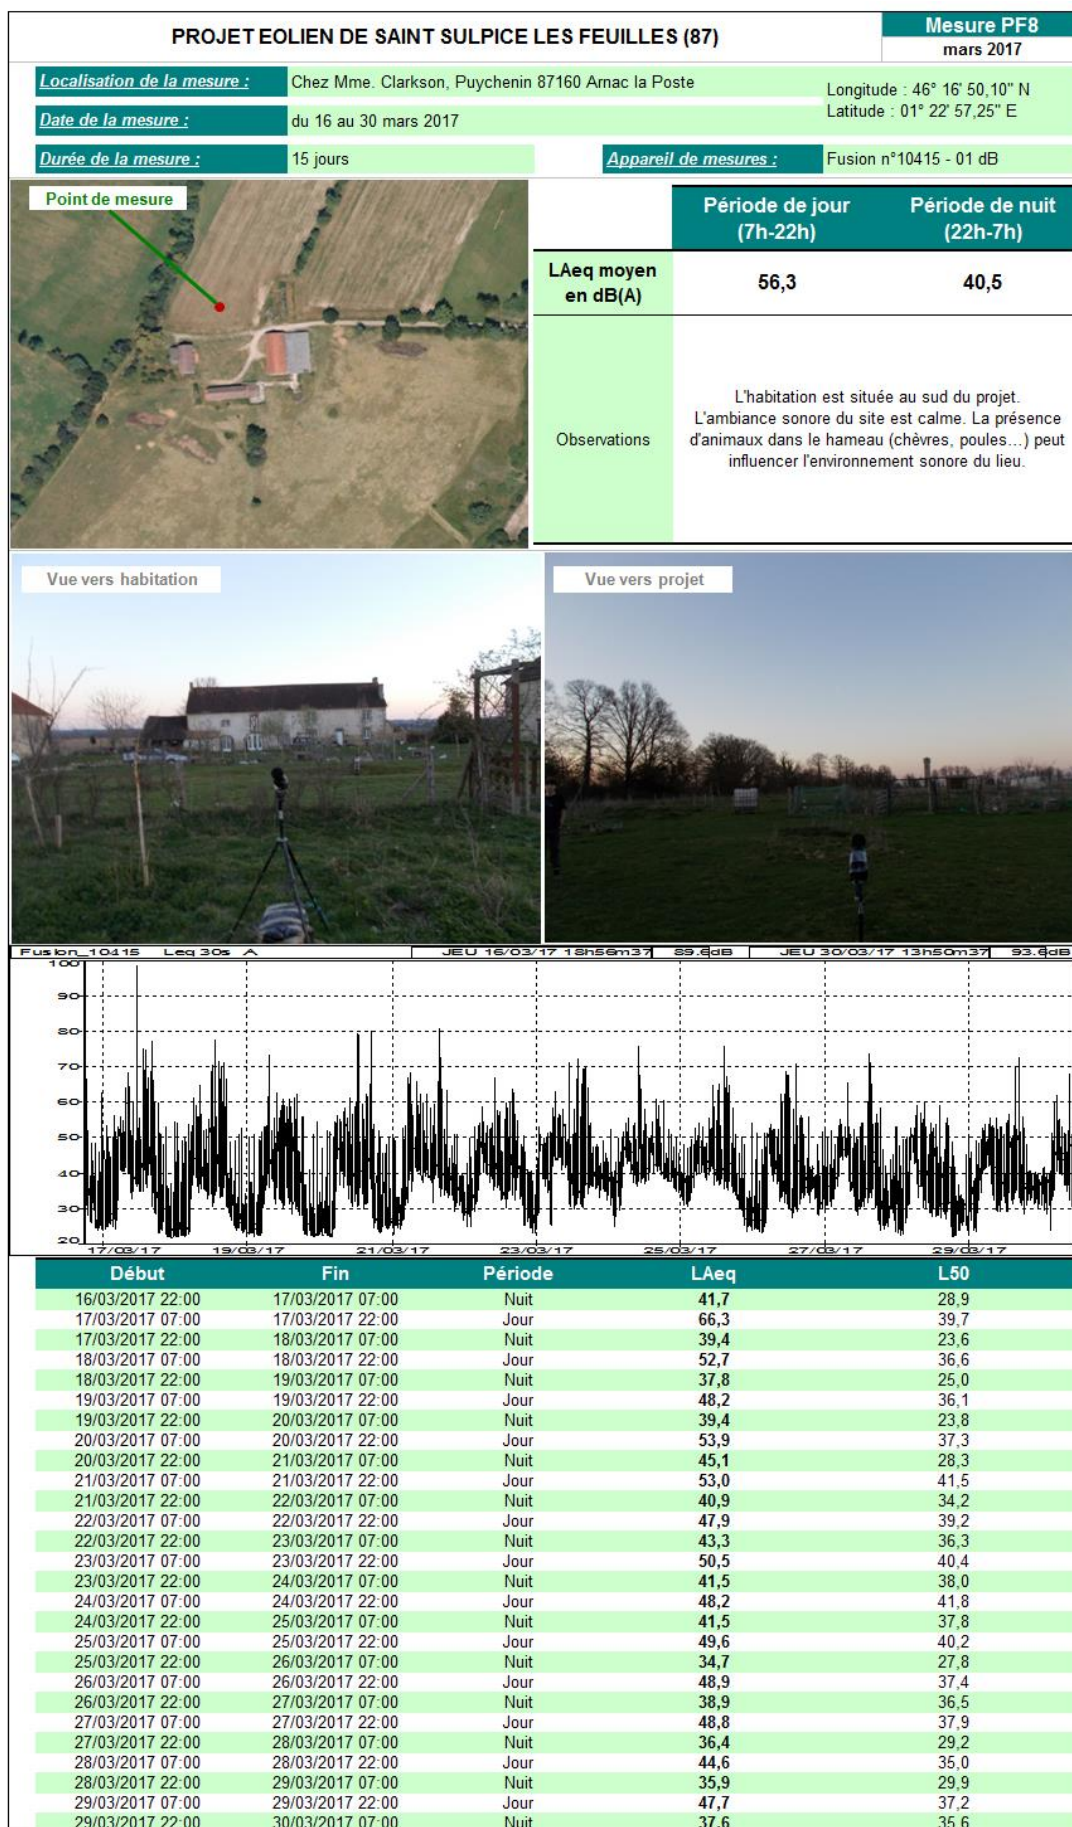 PROJET EOLIEN DE SAINT SULPICE LES FEUILLES (87)
Mesure PF8
mars 2017
Localisation de la mesure :
Chez Mme. Clarkson, Puychenin 87160 Arnac la Poste
Longitude : 46° 16' 50,10" N
Latitude : 01° 22' 57,25" E
Date de la mesure :
du 16 au 30 mars 2017
Durée de la mesure :
15 jours
Appareil de mesures :
Fusion n°10415 - 01 dB
Point de mesure
Période de jour
(7h-22h)
Période de nuit
(22h-7h)
LAeq moyen
en dB(A)
56,3
40,5
Observations
L'habitation est située au sud du projet.
L'ambiance sonore du site est calme. La présence
d'animaux dans le hameau (chèvres, poules...) peut
influencer l'environnement sonore du lieu.
Vue vers habitation
Vue vers projet
Fusion_10415 Leq 30s A JEU 16/03/17 18h56m37 89.6dB JEU 30/03/17 13h50m37 93.6dB
100
90
80
70
60
50
40
30
20
17/03/17 19/03/17 21/03/17 23/03/17 25/03/17 27/03/17 29/03/17
Début Fin Période LAeq L50
16/03/2017 22:00 17/03/2017 07:00 Nuit 41,7 28,9
17/03/2017 07:00 17/03/2017 22:00 Jour 66,3 39,7
17/03/2017 22:00 18/03/2017 07:00 Nuit 39,4 23,6
18/03/2017 07:00 18/03/2017 22:00 Jour 52,7 36,6
18/03/2017 22:00 19/03/2017 07:00 Nuit 37,8 25,0
19/03/2017 07:00 19/03/2017 22:00 Jour 48,2 36,1
19/03/2017 22:00 20/03/2017 07:00 Nuit 39,4 23,8
20/03/2017 07:00 20/03/2017 22:00 Jour 53,9 37,3
20/03/2017 22:00 21/03/2017 07:00 Nuit 45,1 28,3
21/03/2017 07:00 21/03/2017 22:00 Jour 53,0 41,5
21/03/2017 22:00 22/03/2017 07:00 Nuit 40,9 34,2
22/03/2017 07:00 22/03/2017 22:00 Jour 47,9 39,2
22/03/2017 22:00 23/03/2017 07:00 Nuit 43,3 36,3
23/03/2017 07:00 23/03/2017 22:00 Jour 50,5 40,4
23/03/2017 22:00 24/03/2017 07:00 Nuit 41,5 38,0
24/03/2017 07:00 24/03/2017 22:00 Jour 48,2 41,8
24/03/2017 22:00 25/03/2017 07:00 Nuit 41,5 37,8
25/03/2017 07:00 25/03/2017 22:00 Jour 49,6 40,2
25/03/2017 22:00 26/03/2017 07:00 Nuit 34,7 27,8
26/03/2017 07:00 26/03/2017 22:00 Jour 48,9 37,4
26/03/2017 22:00 27/03/2017 07:00 Nuit 38,9 36,5
27/03/2017 07:00 27/03/2017 22:00 Jour 48,8 37,9
27/03/2017 22:00 28/03/2017 07:00 Nuit 36,4 29,2
28/03/2017 07:00 28/03/2017 22:00 Jour 44,6 35,0
28/03/2017 22:00 29/03/2017 07:00 Nuit 35,9 29,9
29/03/2017 07:00 29/03/2017 22:00 Jour 47,7 37,2
29/03/2017 22:00 30/03/2017 07:00 Nuit 37,6 35,6